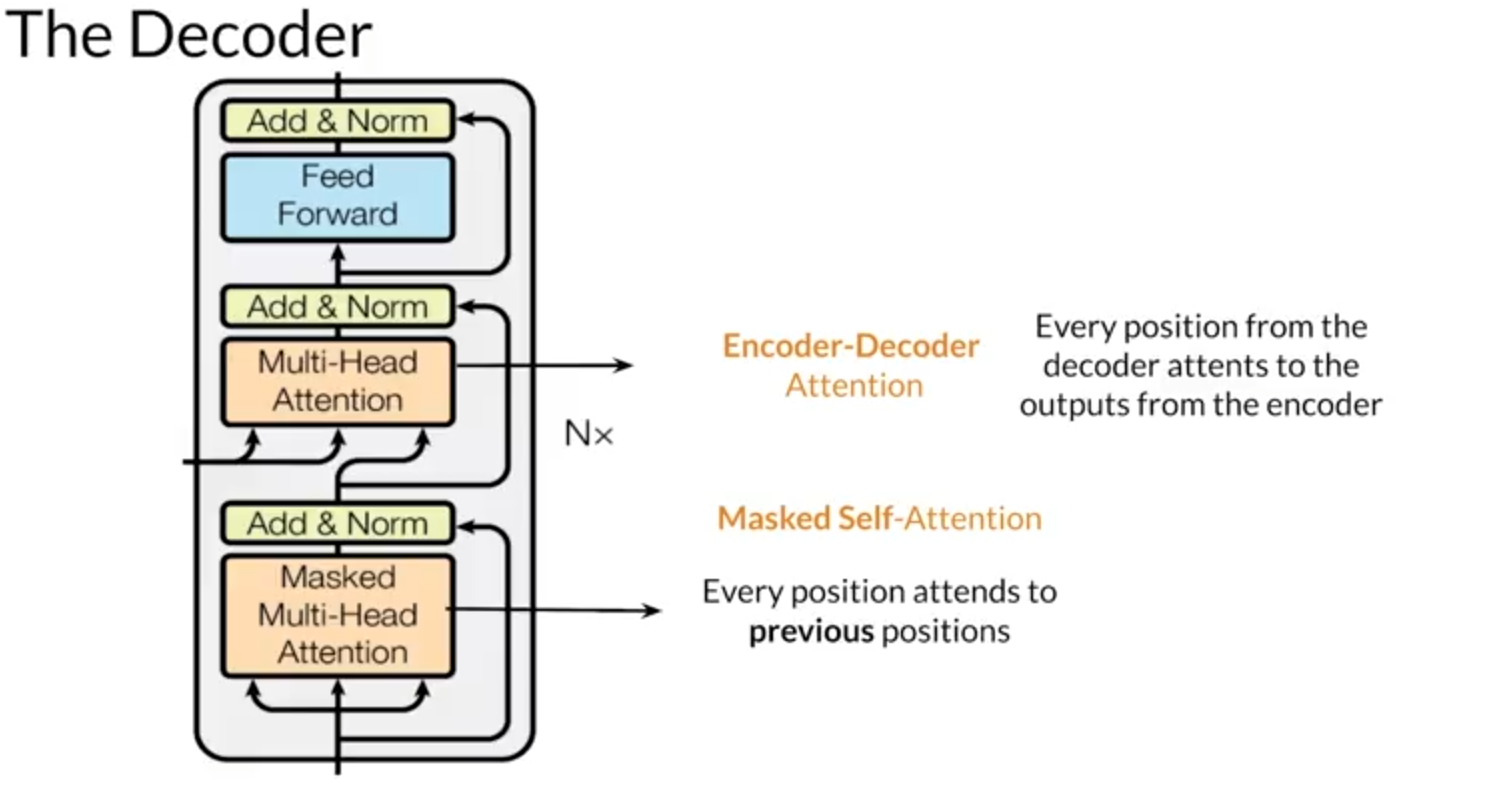 The Decoder
Add & Norm
Feed
Forward
Add & Norm
Multi-Head
Attention
Nx
Add & Norm
Masked
Multi-Head
Attention
Encoder-Decoder
Attention
Every position from the
decoder attents to the
outputs from the encoder
Masked Self-Attention
Every position attends to
previous positions